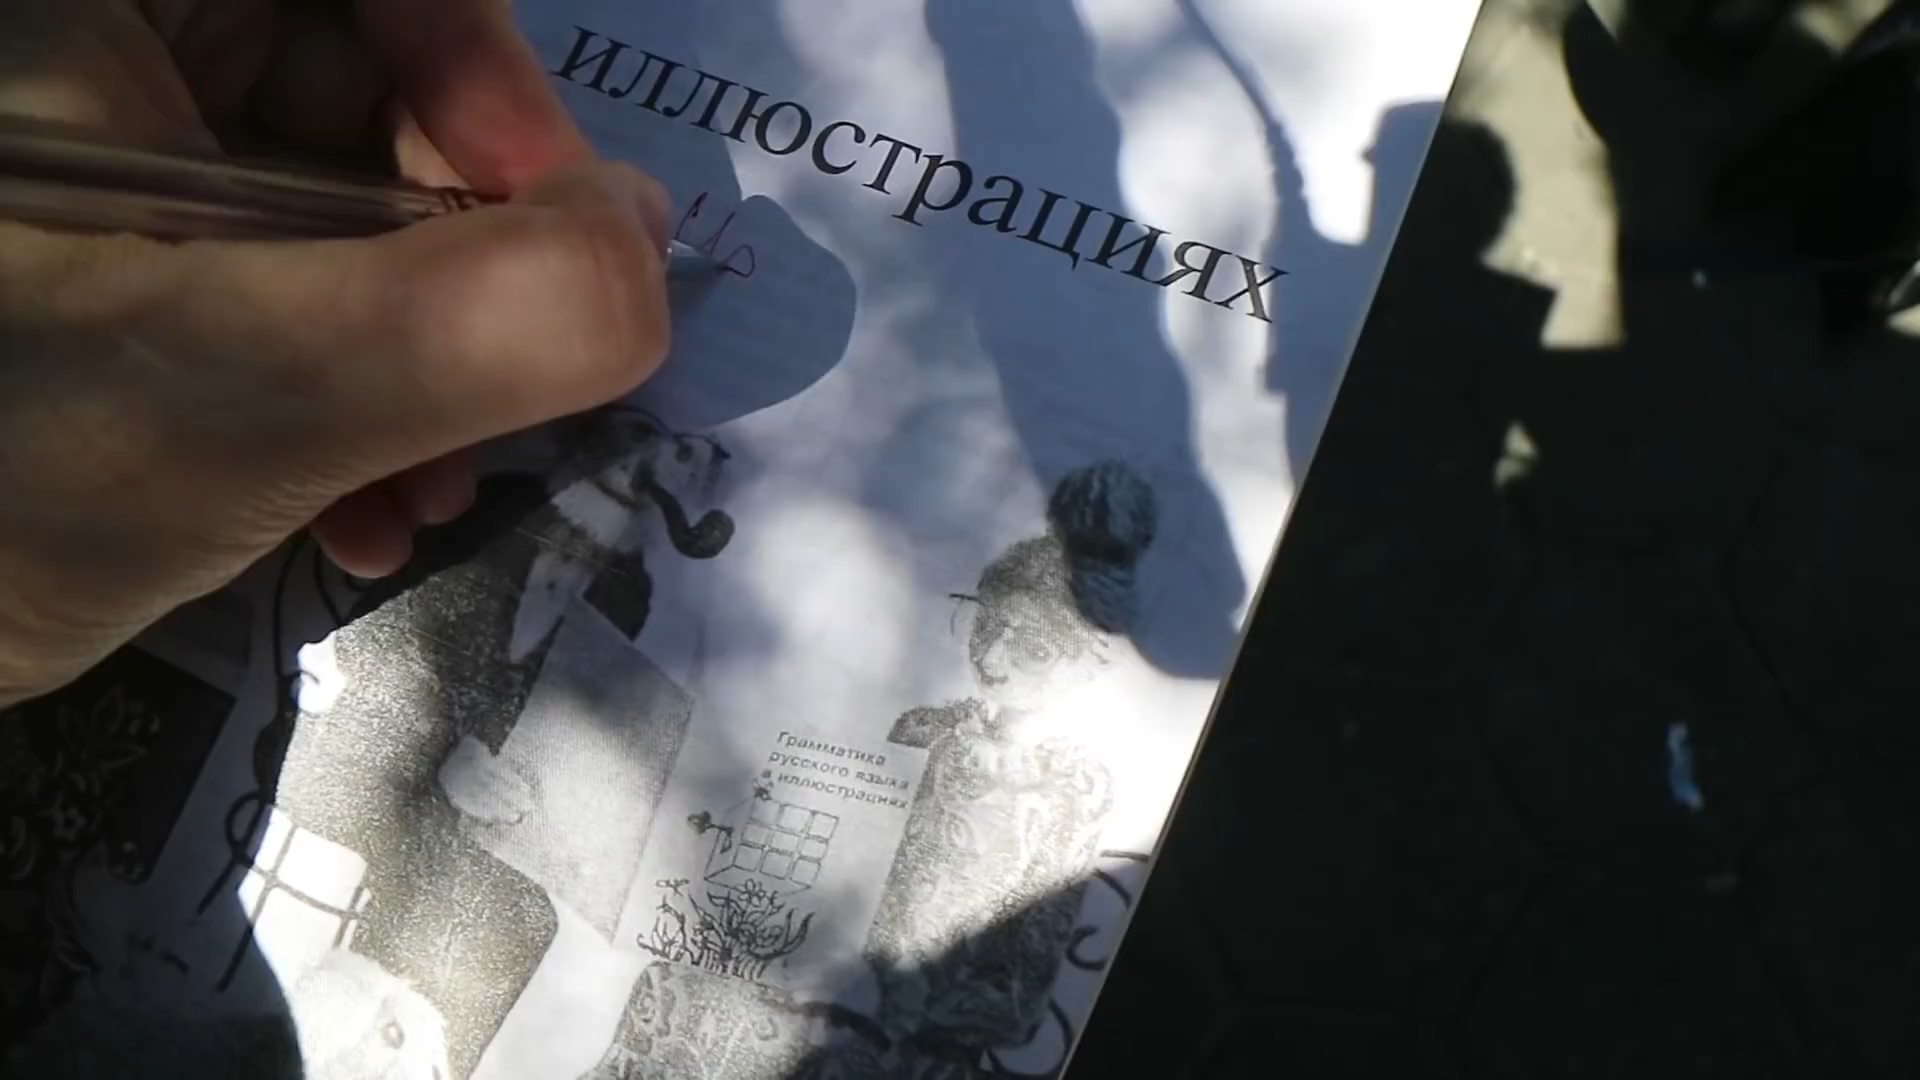 иллюстрациях
Грамматика
русского языка
в иллюстрациях